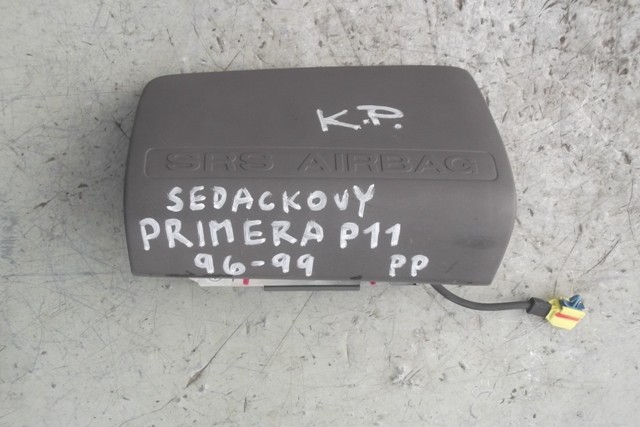 K.P.
SRS AIRBAG
SEDACKOVY
PRIMERA P11
96-99 PP